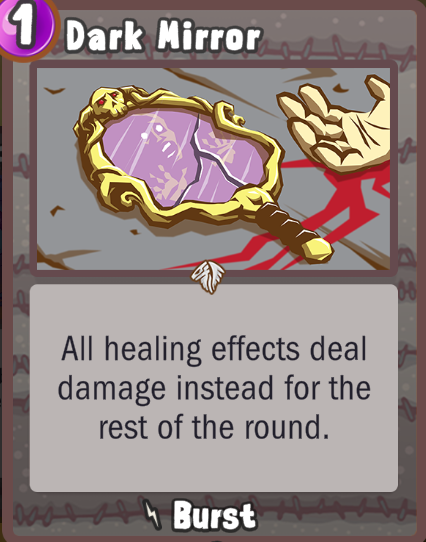 1
Dark Mirror
All healing effects deal
damage instead for the
rest of the round.
Burst